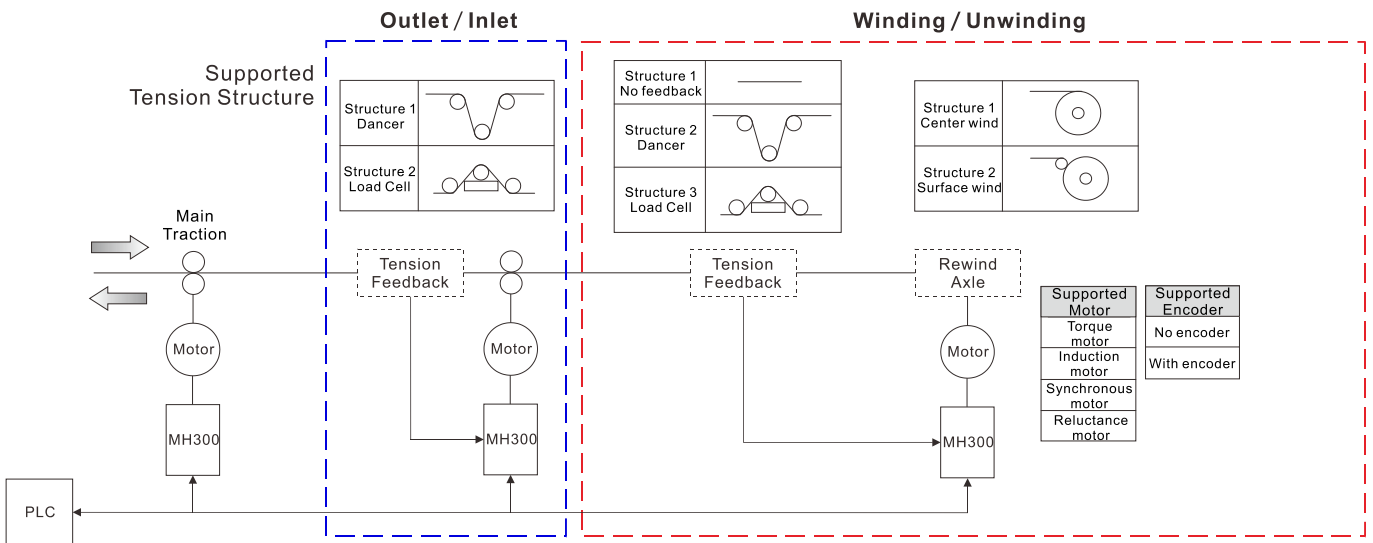 Outlet / Inlet
Winding / Unwinding
Supported
Tension Structure
Structure 1
Dancer
Structure 2
Load Cell
Structure 1
No feedback
Structure 2
Dancer
Structure 3
Load Cell
Structure 1
Center wind
Structure 2
Surface wind
Main
Traction
Tension
Feedback
Tension
Feedback
Rewind
Axle
Supported
Motor
Torque
motor
Induction
motor
Synchronous
motor
Reluctance
motor
Supported
Encoder
No encoder
With encoder
Motor
Motor
Motor
MH300
MH300
MH300
PLC